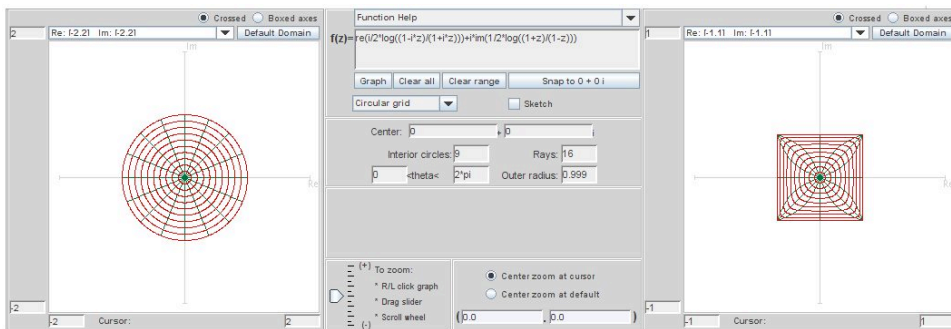 Crossed Boxed axes
2 Re: [-2.2] Im: [-2.2] Default Domain
Im
Re
-2
-2 Cursor: 2
Function Help
f(z)= re(i/2*log((1-i*z)/(1+i*z)))+i*im(1/2*log((1+z)/(1-z)))
Graph Clear all Clear range Snap to 0 + 0 i
Circular grid Sketch
Center: 0 + 0 i
Interior circles: 9 Rays: 16
0 <theta< 2*pi Outer radius: 0.999
(+) To zoom:
* R/L click graph
* Drag slider
(-) * Scroll wheel
Center zoom at cursor
Center zoom at default
( 0.0 , 0.0 )
Crossed Boxed axes
1 Re: [-1.1] Im: [-1.1] Default Domain
Im
Re
-1
-1 Cursor: 1